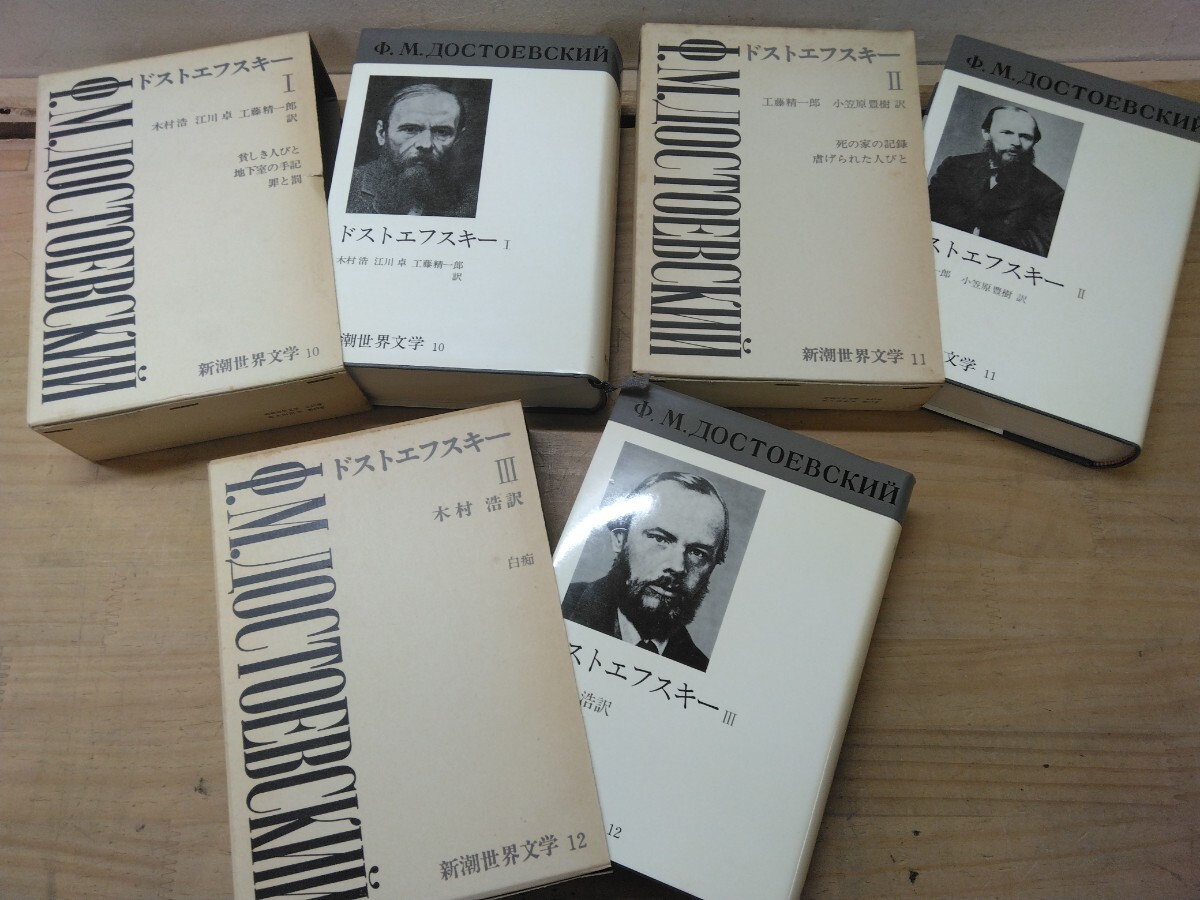 ドストエフスキー
I
木村浩 江川卓 工藤精一郎
訳
貧しき人びと
地下室の手記
罪と罰
Ф.М.ДОСТОЕВСКИЙ
新潮世界文学 10
Ф.М.ДОСТОЕВСКИЙ
ドストエフスキー I
木村浩 江川卓 工藤精一郎
訳
潮世界文学 10
ドストエフスキー
II
工藤精一郎 小笠原豊樹 訳
死の家の記録
虐げられた人びと
Ф.М.ДОСТОЕВСКИЙ
新潮世界文学 11
Ф.М.ДОСТОЕВСКИЙ
ストエフスキー II
一郎 小笠原豊樹 訳
文学 11
ドストエフスキー
III
木村 浩訳
白痴
Ф.М.ДОСТОЕВСКИЙ
新潮世界文学 12
Ф.М.ДОСТОЕВСКИЙ
ストエフスキー III
浩訳
12